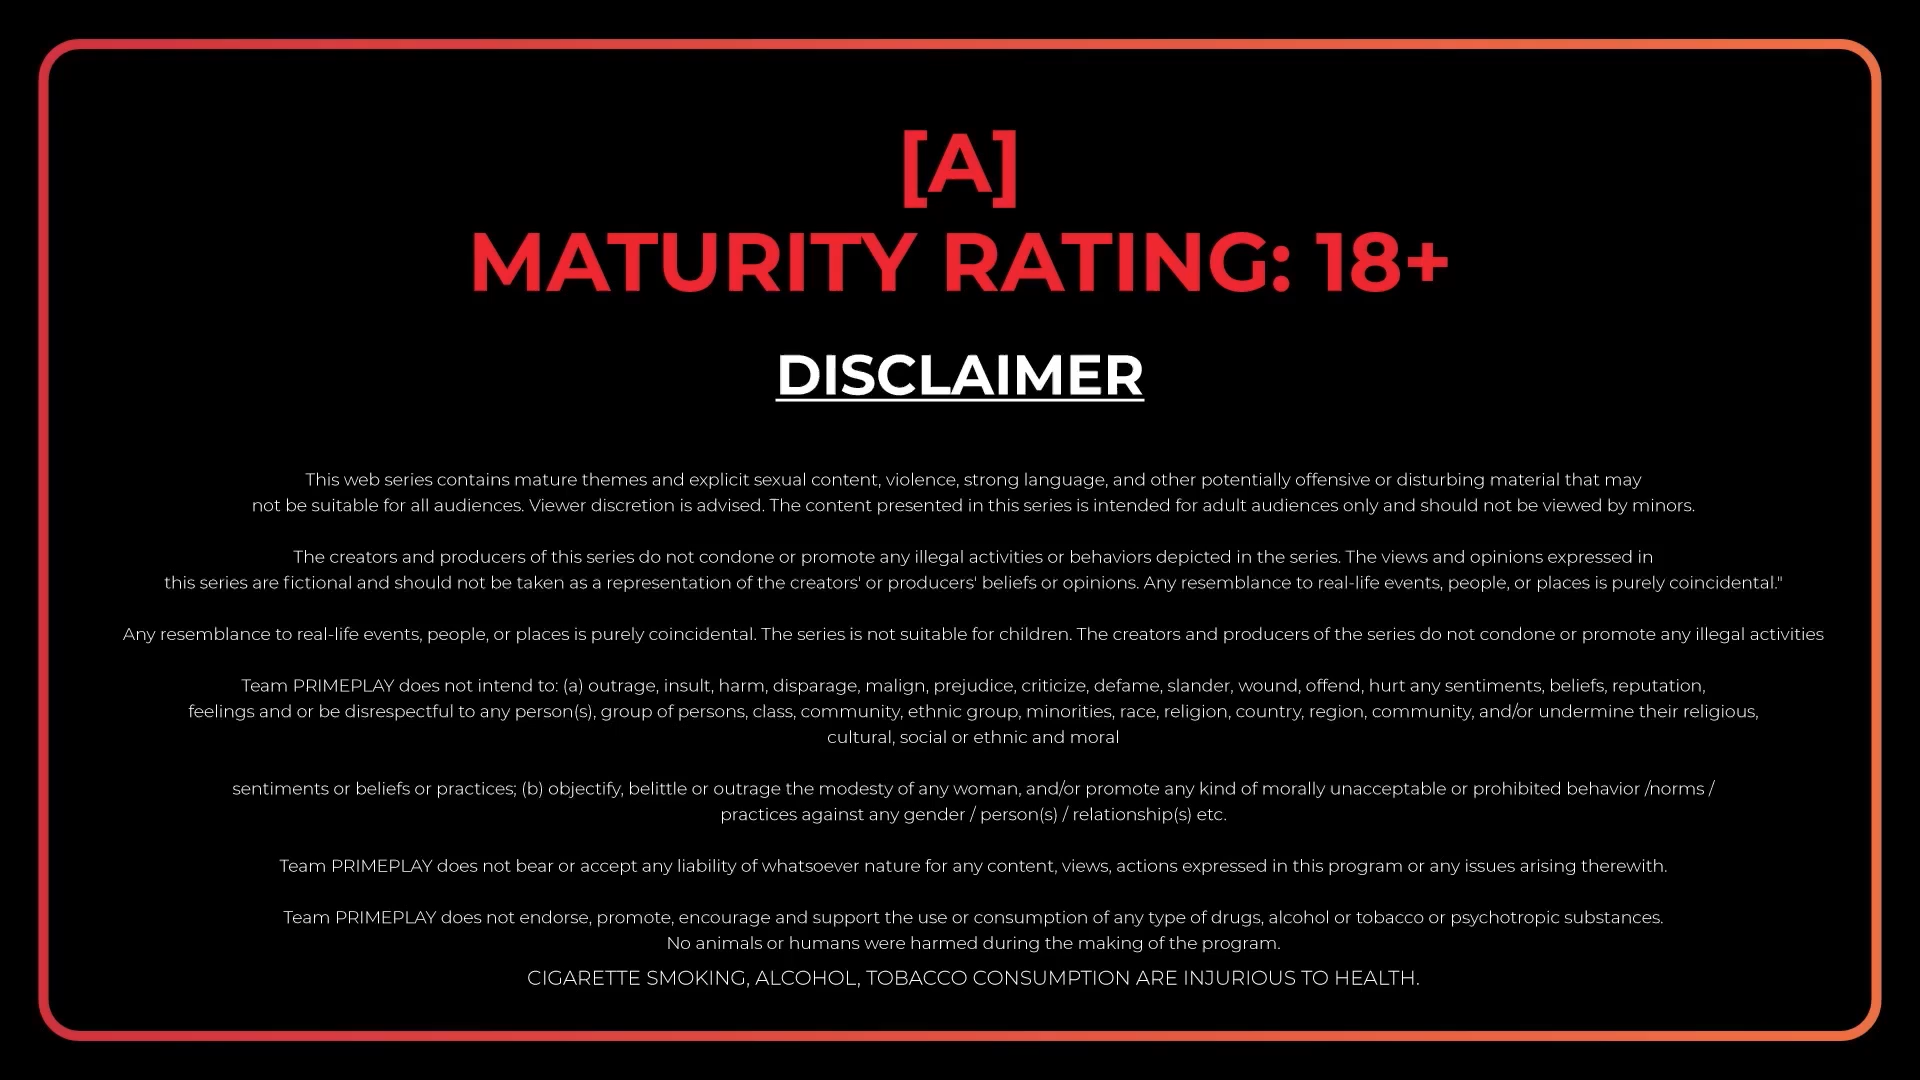 [A]
MATURITY RATING: 18+
DISCLAIMER
This web series contains mature themes and explicit sexual content, violence, strong language, and other potentially offensive or disturbing material that may
not be suitable for all audiences. Viewer discretion is advised. The content presented in this series is intended for adult audiences only and should not be viewed by minors.
The creators and producers of this series do not condone or promote any illegal activities or behaviors depicted in the series. The views and opinions expressed in
this series are fictional and should not be taken as a representation of the creators' or producers' beliefs or opinions. Any resemblance to real-life events, people, or places is purely coincidental."
Any resemblance to real-life events, people, or places is purely coincidental. The series is not suitable for children. The creators and producers of the series do not condone or promote any illegal activities
Team PRIMEPLAY does not intend to: (a) outrage, insult, harm, disparage, malign, prejudice, criticize, defame, slander, wound, offend, hurt any sentiments, beliefs, reputation,
feelings and or be disrespectful to any person(s), group of persons, class, community, ethnic group, minorities, race, religion, country, region, community, and/or undermine their religious,
cultural, social or ethnic and moral
sentiments or beliefs or practices; (b) objectify, belittle or outrage the modesty of any woman, and/or promote any kind of morally unacceptable or prohibited behavior /norms /
practices against any gender / person(s) / relationship(s) etc.
Team PRIMEPLAY does not bear or accept any liability of whatsoever nature for any content, views, actions expressed in this program or any issues arising therewith.
Team PRIMEPLAY does not endorse, promote, encourage and support the use or consumption of any type of drugs, alcohol or tobacco or psychotropic substances.
No animals or humans were harmed during the making of the program.
CIGARETTE SMOKING, ALCOHOL, TOBACCO CONSUMPTION ARE INJURIOUS TO HEALTH.